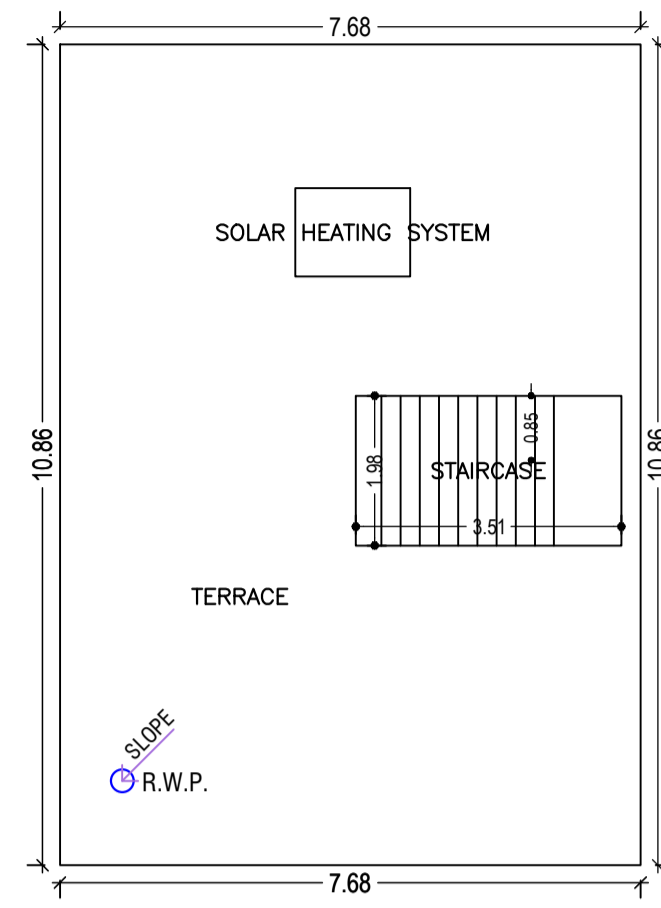 7.68
SOLAR HEATING SYSTEM
10.86
10.86
0.85
1.98
STAIRCASE
3.51
TERRACE
SLOPE
R.W.P.
7.68